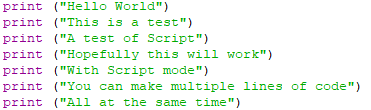 print ("Hello World")
print ("This is a test")
print ("A test of Script")
print ("Hopefully this will work")
print ("With Script mode")
print ("You can make multiple lines of code")
print ("All at the same time")